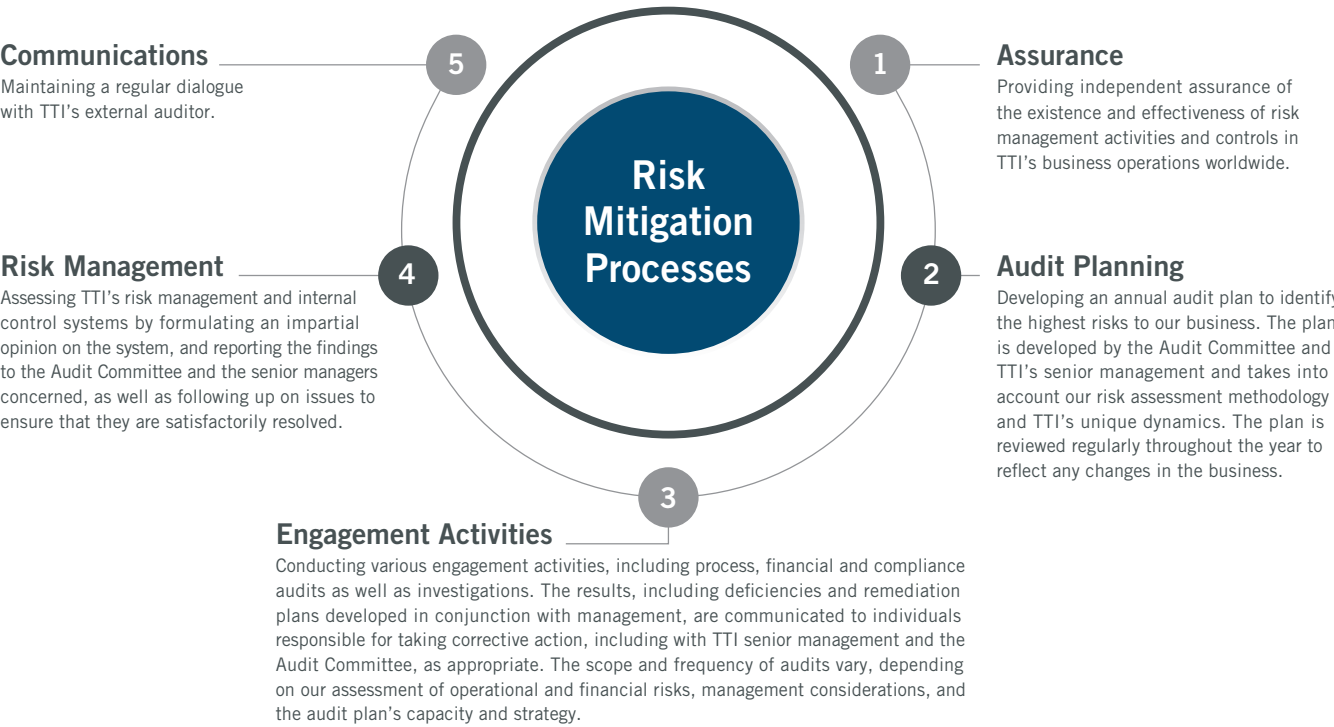 Risk
Mitigation
Processes
1
Assurance
Providing independent assurance of
the existence and effectiveness of risk
management activities and controls in
TTI’s business operations worldwide.
2
Audit Planning
Developing an annual audit plan to identify
the highest risks to our business. The plan
is developed by the Audit Committee and
TTI’s senior management and takes into
account our risk assessment methodology
and TTI’s unique dynamics. The plan is
reviewed regularly throughout the year to
reflect any changes in the business.
3
Engagement Activities
Conducting various engagement activities, including process, financial and compliance
audits as well as investigations. The results, including deficiencies and remediation
plans developed in conjunction with management, are communicated to individuals
responsible for taking corrective action, including with TTI senior management and the
Audit Committee, as appropriate. The scope and frequency of audits vary, depending
on our assessment of operational and financial risks, management considerations, and
the audit plan’s capacity and strategy.
4
Risk Management
Assessing TTI’s risk management and internal
control systems by formulating an impartial
opinion on the system, and reporting the findings
to the Audit Committee and the senior managers
concerned, as well as following up on issues to
ensure that they are satisfactorily resolved.
5
Communications
Maintaining a regular dialogue
with TTI’s external auditor.